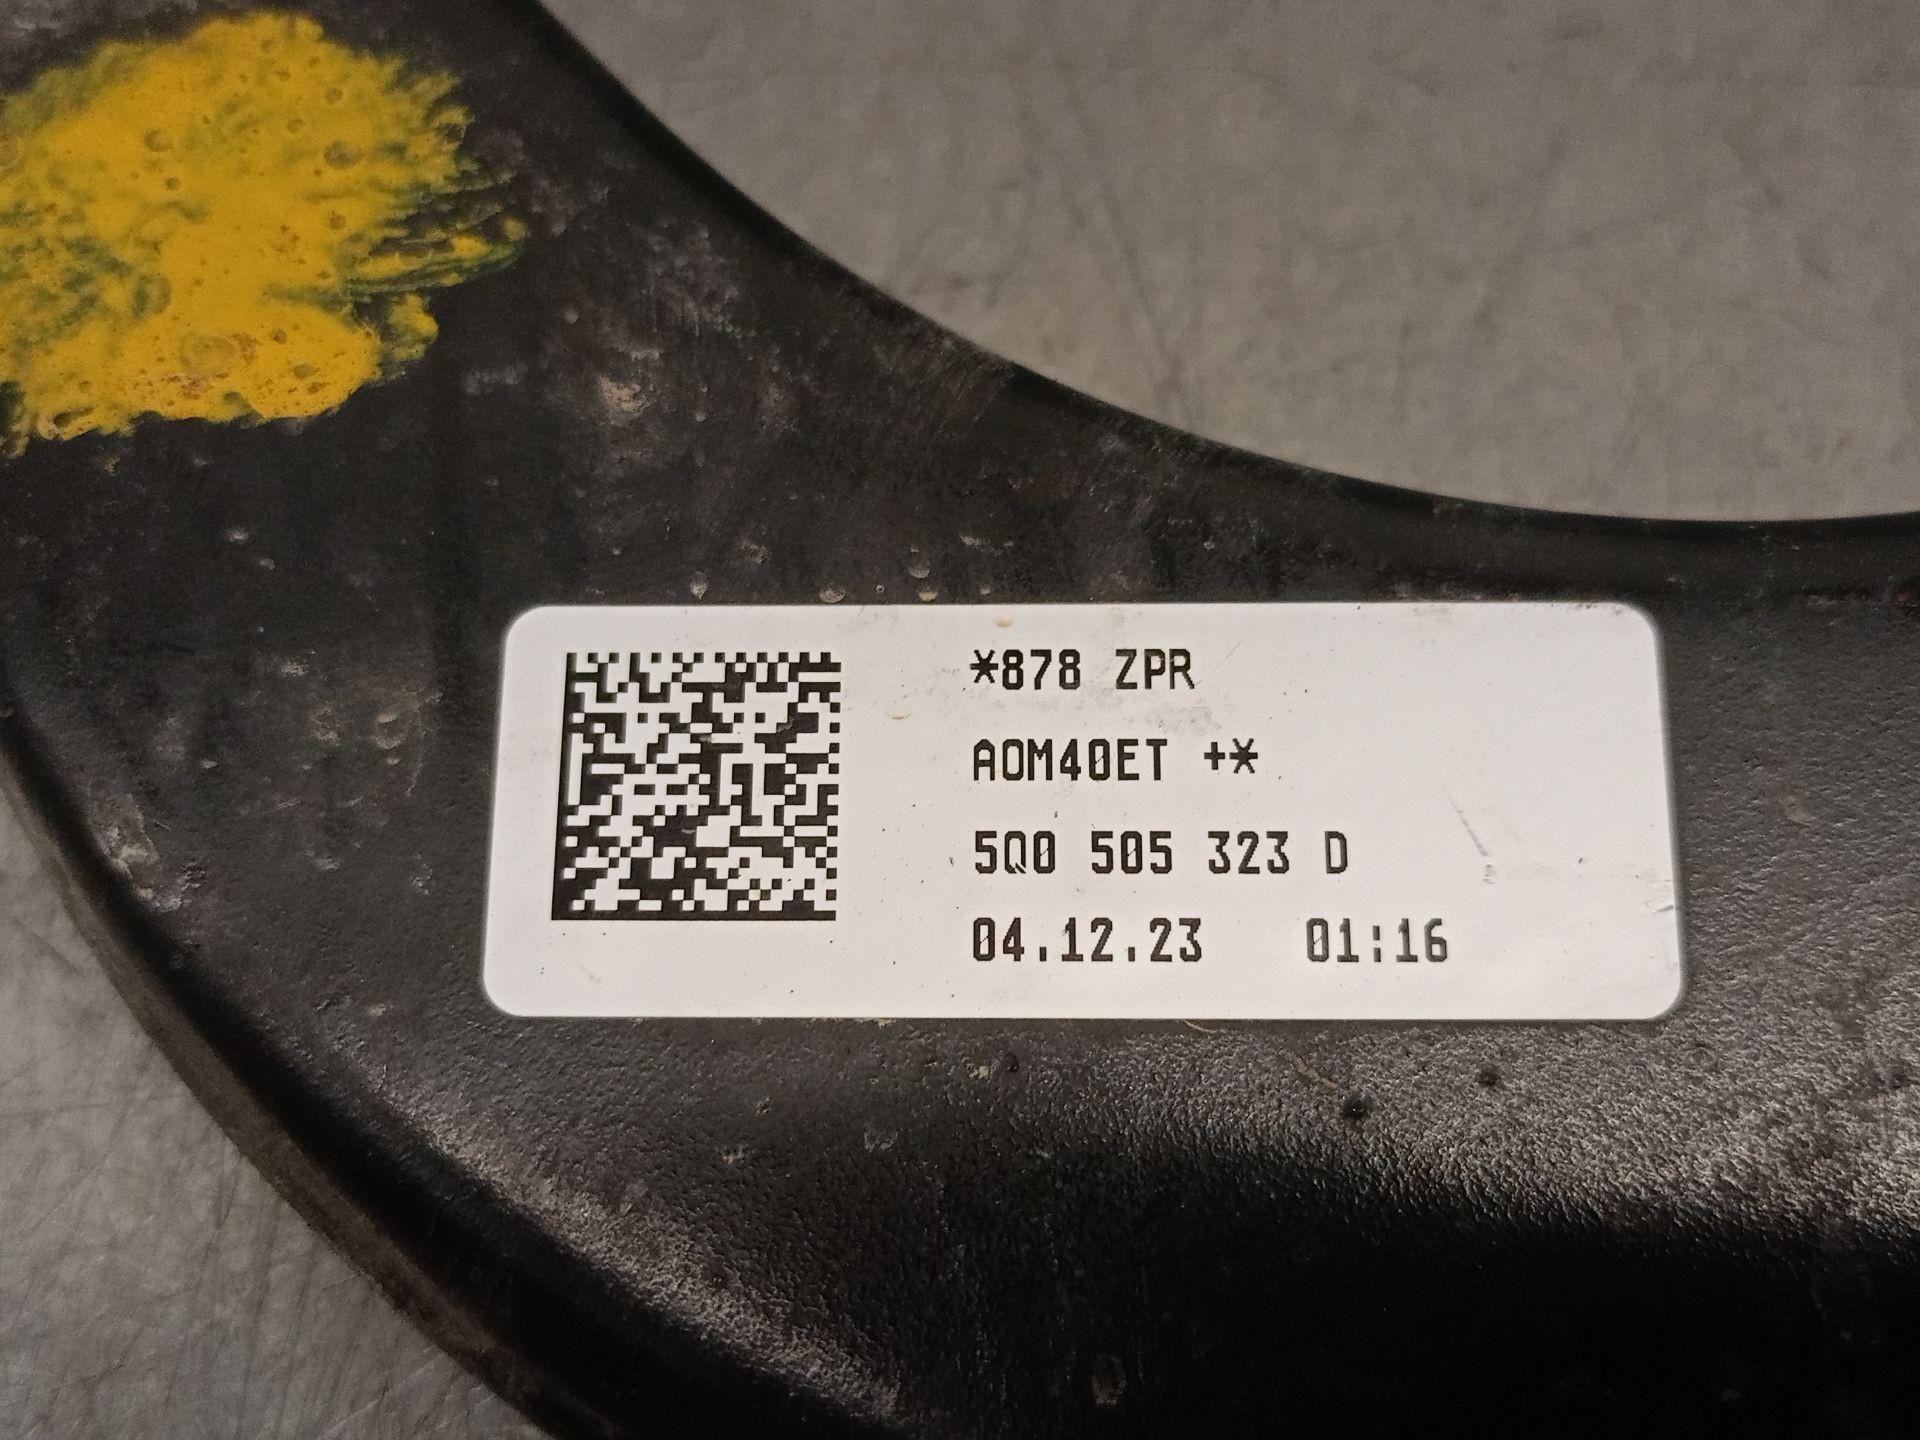 *878 ZPR
AOM40ET +*
5Q0 505 323 D
04.12.23 01:16